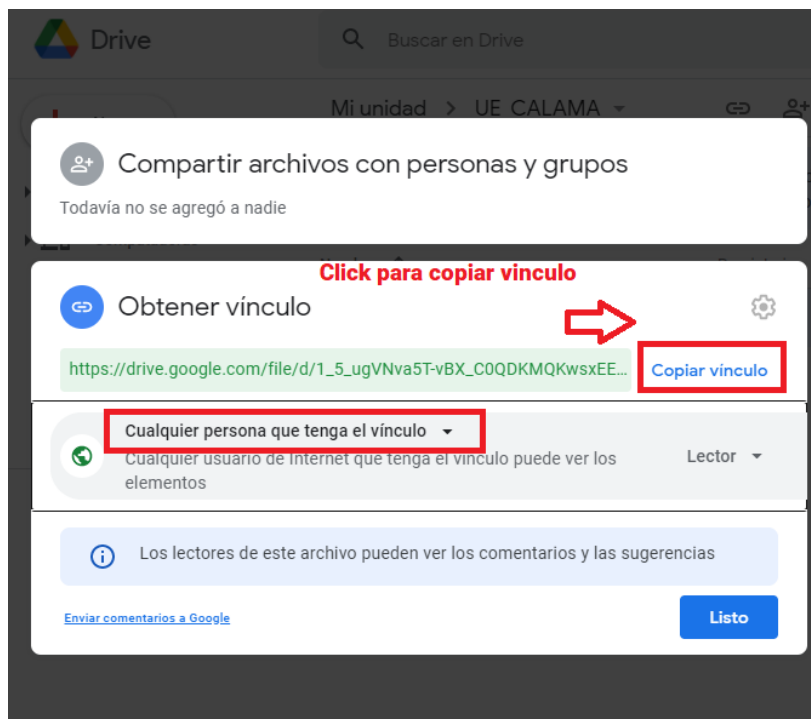 Drive
Buscar en Drive
Mi unidad > UE CALAMA
Compartir archivos con personas y grupos
Todavía no se agregó a nadie
Click para copiar vinculo
Obtener vínculo
https://drive.google.com/file/d/1_5_ugVNva5T-vBX_C0QDKMQKwsxEE...
Copiar vínculo
Cualquier persona que tenga el vínculo
Cualquier usuario de Internet que tenga el vínculo puede ver los
elementos
Lector
Los lectores de este archivo pueden ver los comentarios y las sugerencias
Enviar comentarios a Google
Listo